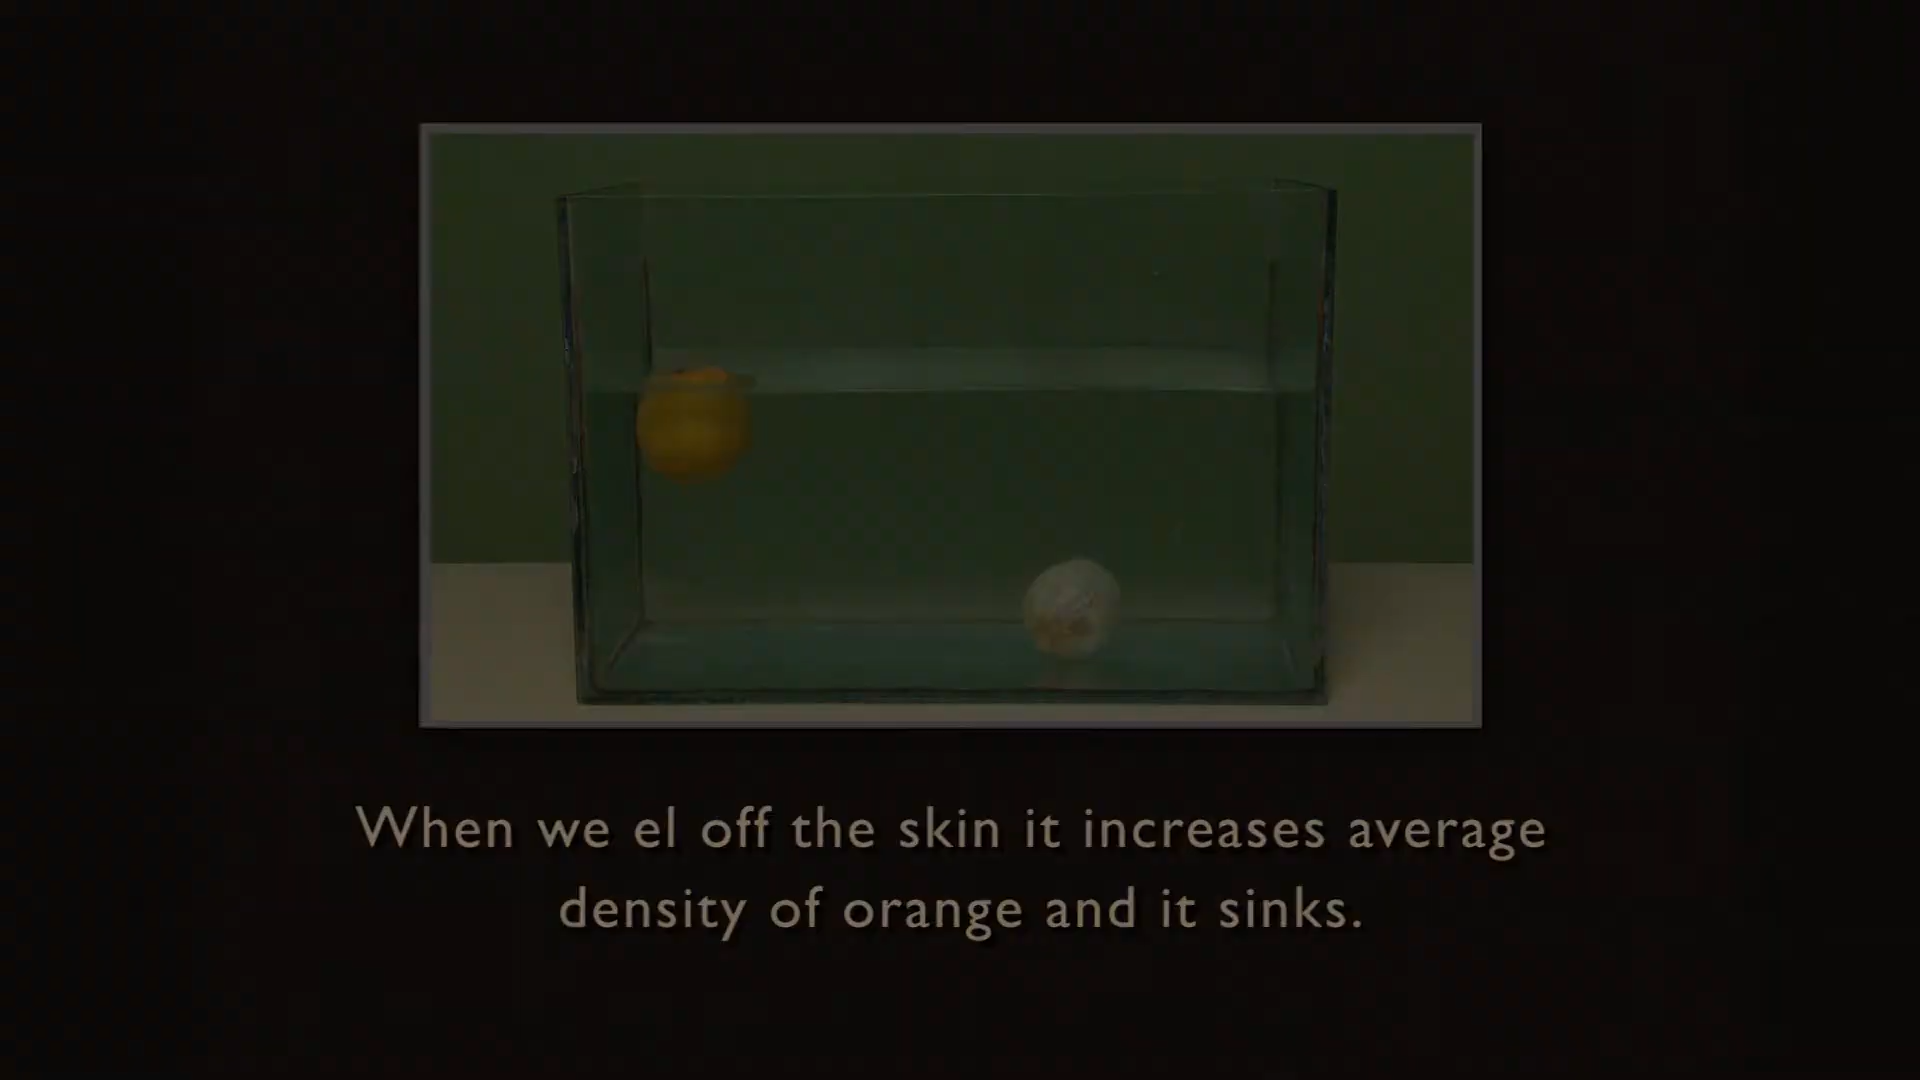 When we el off the skin it increases average
density of orange and it sinks.